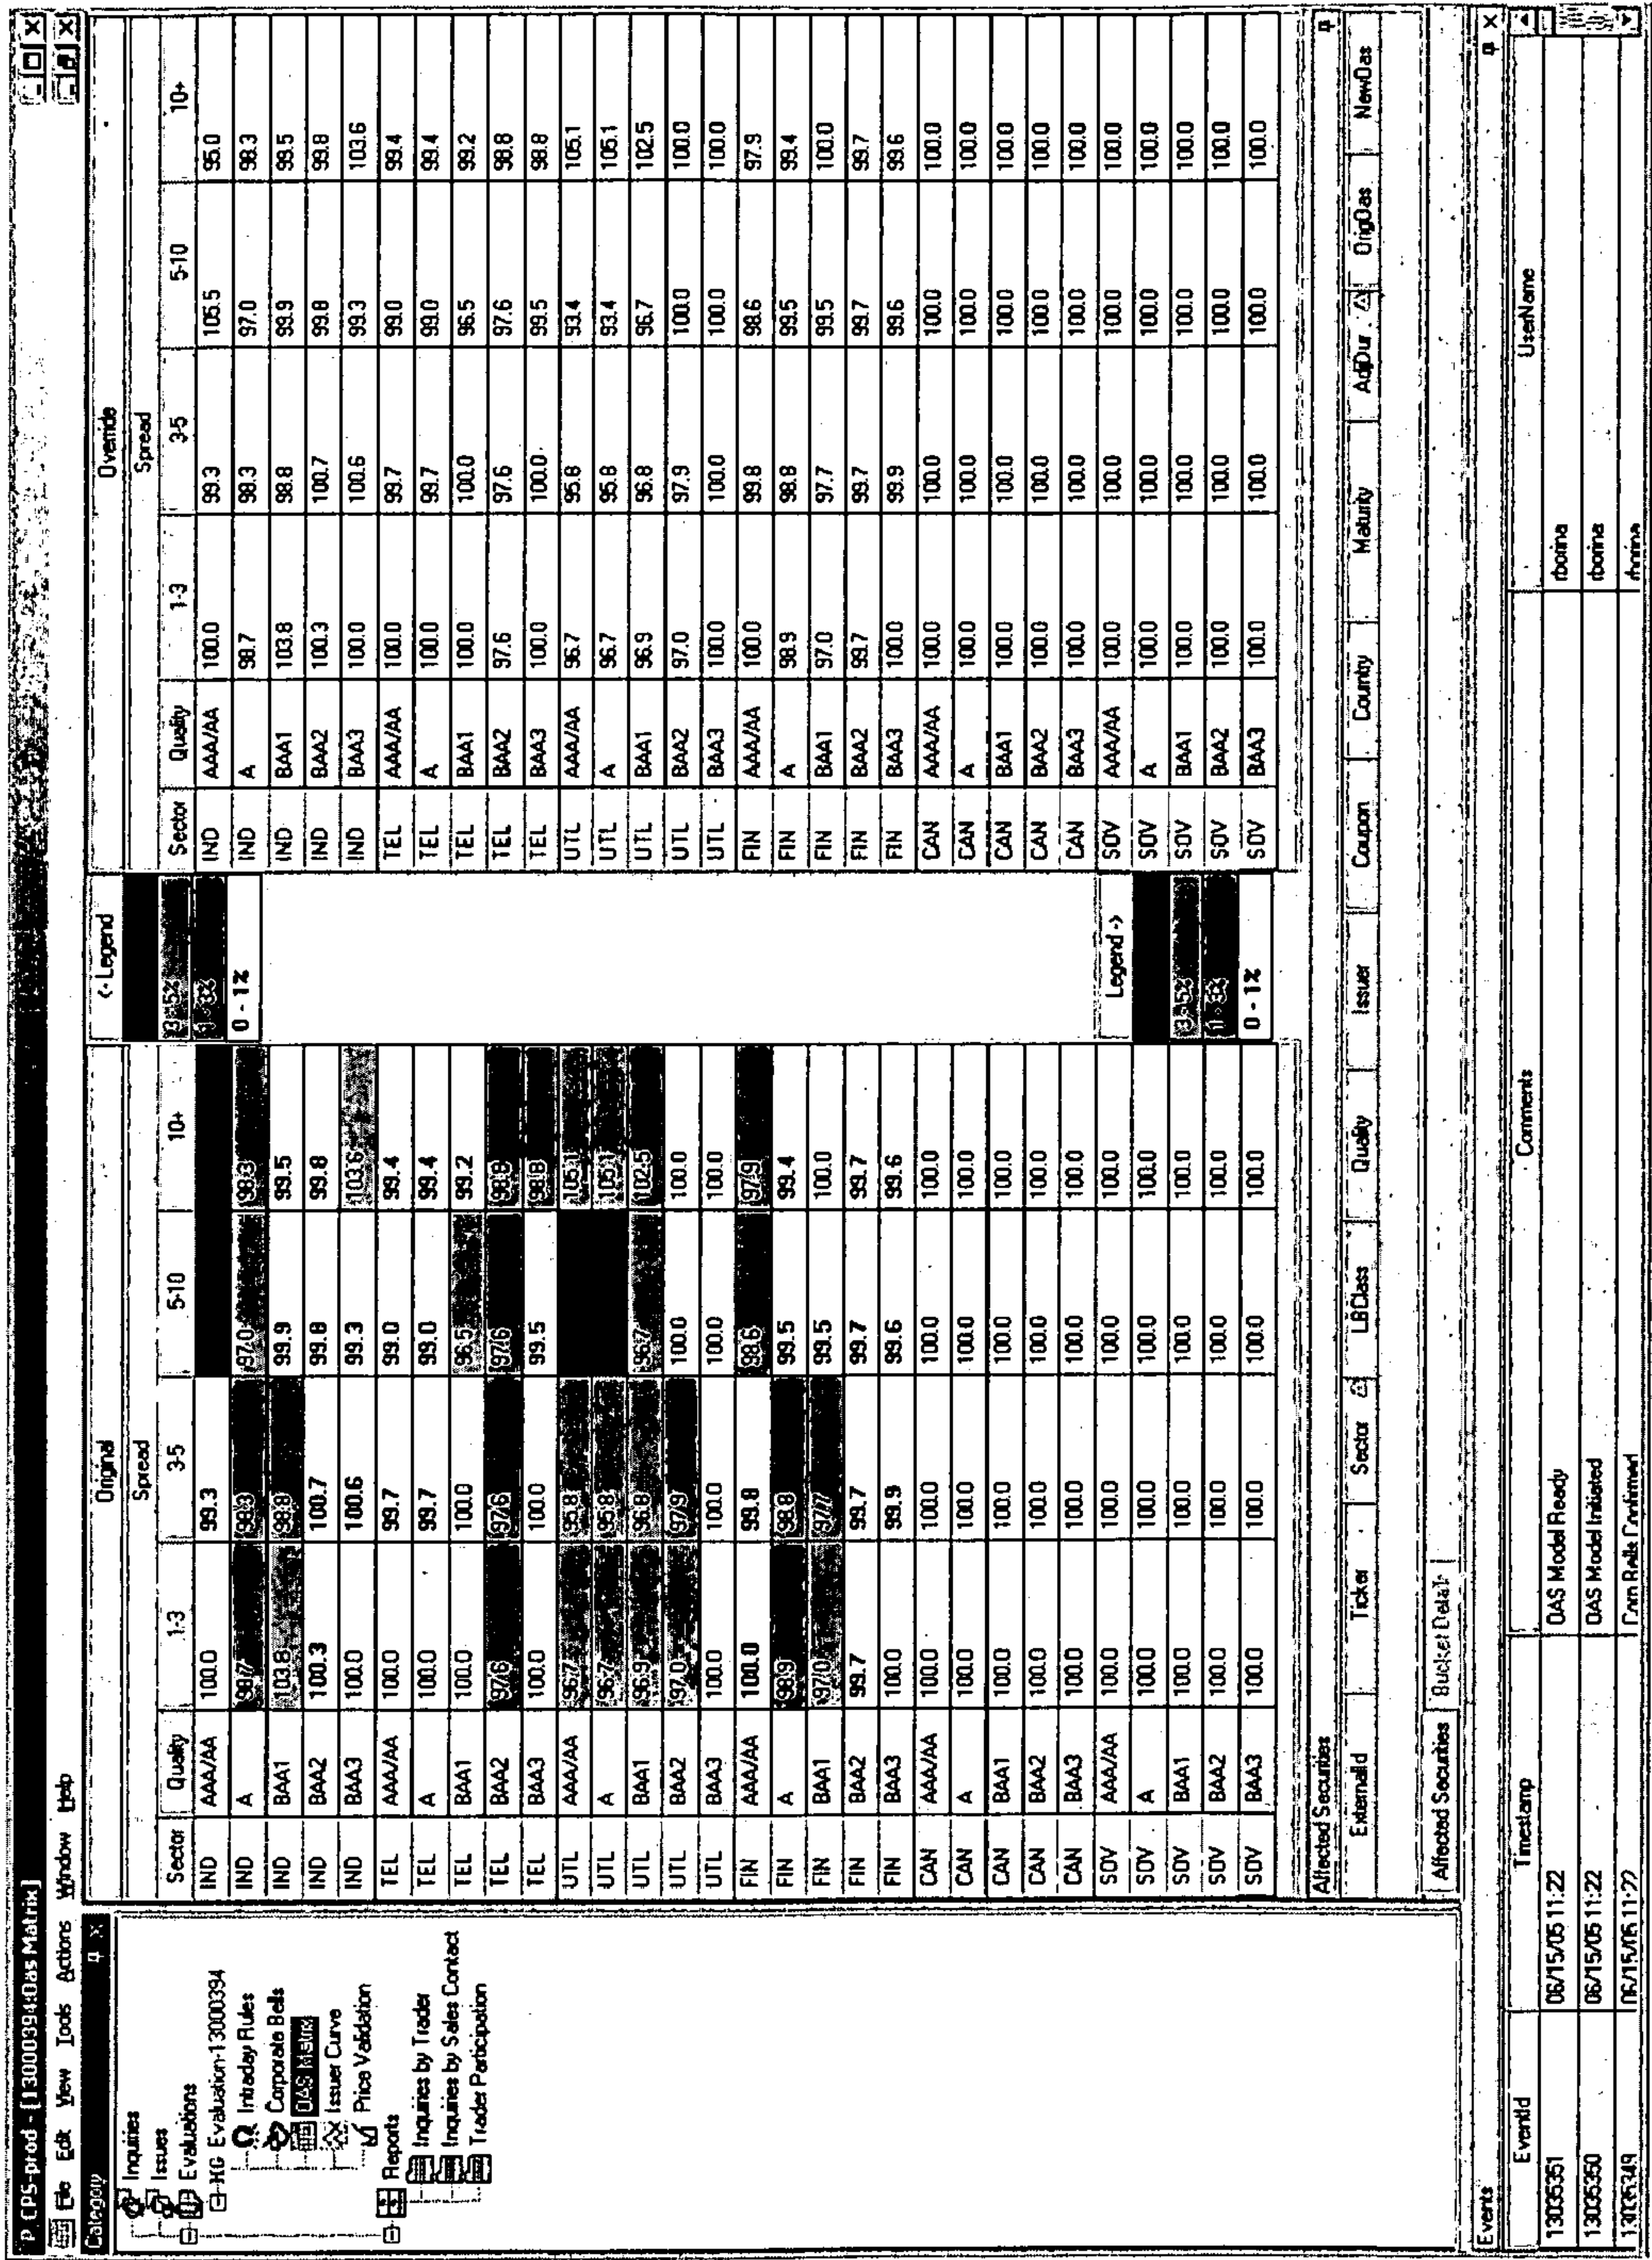 P. CPS-prod - [13000394:Oas Matrix]
File Edit View Tools Actions Window Help
Category
Inquiries
Issues
Evaluations
HG Evaluation-13000394
Intraday Rules
Corporate Bells
OAS Matrix
Issuer Curve
Price Validation
Reports
Inquiries by Trader
Inquiries by Sales Contact
Trader Participation
Original
Spread
Sector Quality 1-3 3-5 5-10 10+
IND AAA/AA 100.0 99.3
IND A 98.7 98.3 97.0 98.3
IND BAA1 103.8 98.8 99.9 99.5
IND BAA2 100.3 100.7 99.8 99.8
IND BAA3 100.0 100.6 99.3 103.6
TEL AAA/AA 100.0 99.7 99.0 99.4
TEL A 100.0 99.7 99.0 99.4
TEL BAA1 100.0 100.0 96.5 99.2
TEL BAA2 97.6 97.6 97.6 98.8
TEL BAA3 100.0 100.0 99.5 98.8
UTL AAA/AA 96.7 95.8 105.1
UTL A 96.7 95.8 105.1
UTL BAA1 96.9 96.8 96.7 102.5
UTL BAA2 97.0 97.9 100.0 100.0
UTL BAA3 100.0 100.0 100.0 100.0
FIN AAA/AA 100.0 99.8 98.6 97.9
FIN A 98.9 98.8 99.5 99.4
FIN BAA1 97.0 97.7 99.5 100.0
FIN BAA2 99.7 99.7 99.7 99.7
FIN BAA3 100.0 99.9 99.6 99.6
CAN AAA/AA 100.0 100.0 100.0 100.0
CAN A 100.0 100.0 100.0 100.0
CAN BAA1 100.0 100.0 100.0 100.0
CAN BAA2 100.0 100.0 100.0 100.0
CAN BAA3 100.0 100.0 100.0 100.0
SOV AAA/AA 100.0 100.0 100.0 100.0
SOV A 100.0 100.0 100.0 100.0
SOV BAA1 100.0 100.0 100.0 100.0
SOV BAA2 100.0 100.0 100.0 100.0
SOV BAA3 100.0 100.0 100.0 100.0
<- Legend
3-5%
1 - 3%
0 - 1%
Legend ->
3-5%
1 - 3%
0 - 1%
Override
Spread
Sector Quality 1-3 3-5 5-10 10+
IND AAA/AA 100.0 99.3 105.5 95.0
IND A 98.7 98.3 97.0 98.3
IND BAA1 103.8 98.8 99.9 99.5
IND BAA2 100.3 100.7 99.8 99.8
IND BAA3 100.0 100.6 99.3 103.6
TEL AAA/AA 100.0 99.7 99.0 99.4
TEL A 100.0 99.7 99.0 99.4
TEL BAA1 100.0 100.0 96.5 99.2
TEL BAA2 97.6 97.6 97.6 98.8
TEL BAA3 100.0 100.0 99.5 98.8
UTL AAA/AA 96.7 95.8 93.4 105.1
UTL A 96.7 95.8 93.4 105.1
UTL BAA1 96.9 96.8 96.7 102.5
UTL BAA2 97.0 97.9 100.0 100.0
UTL BAA3 100.0 100.0 100.0 100.0
FIN AAA/AA 100.0 99.8 98.6 97.9
FIN A 98.9 98.8 99.5 99.4
FIN BAA1 97.0 97.7 99.5 100.0
FIN BAA2 99.7 99.7 99.7 99.7
FIN BAA3 100.0 99.9 99.6 99.6
CAN AAA/AA 100.0 100.0 100.0 100.0
CAN A 100.0 100.0 100.0 100.0
CAN BAA1 100.0 100.0 100.0 100.0
CAN BAA2 100.0 100.0 100.0 100.0
CAN BAA3 100.0 100.0 100.0 100.0
SOV AAA/AA 100.0 100.0 100.0 100.0
SOV A 100.0 100.0 100.0 100.0
SOV BAA1 100.0 100.0 100.0 100.0
SOV BAA2 100.0 100.0 100.0 100.0
SOV BAA3 100.0 100.0 100.0 100.0
Affected Securities
ExternalId Ticker Sector LBClass Quality Issuer Coupon Country Maturity AdjDur OrigOas NewOas
Affected Securities Bucket Detail
Events
EventId Timestamp Comments UserName
13035351 06/15/05 11:22 OAS Model Ready rborina
13035350 06/15/05 11:22 OAS Model Initiated rborina
13035349 06/15/05 11:22 Corp Bells Confirmed rborina